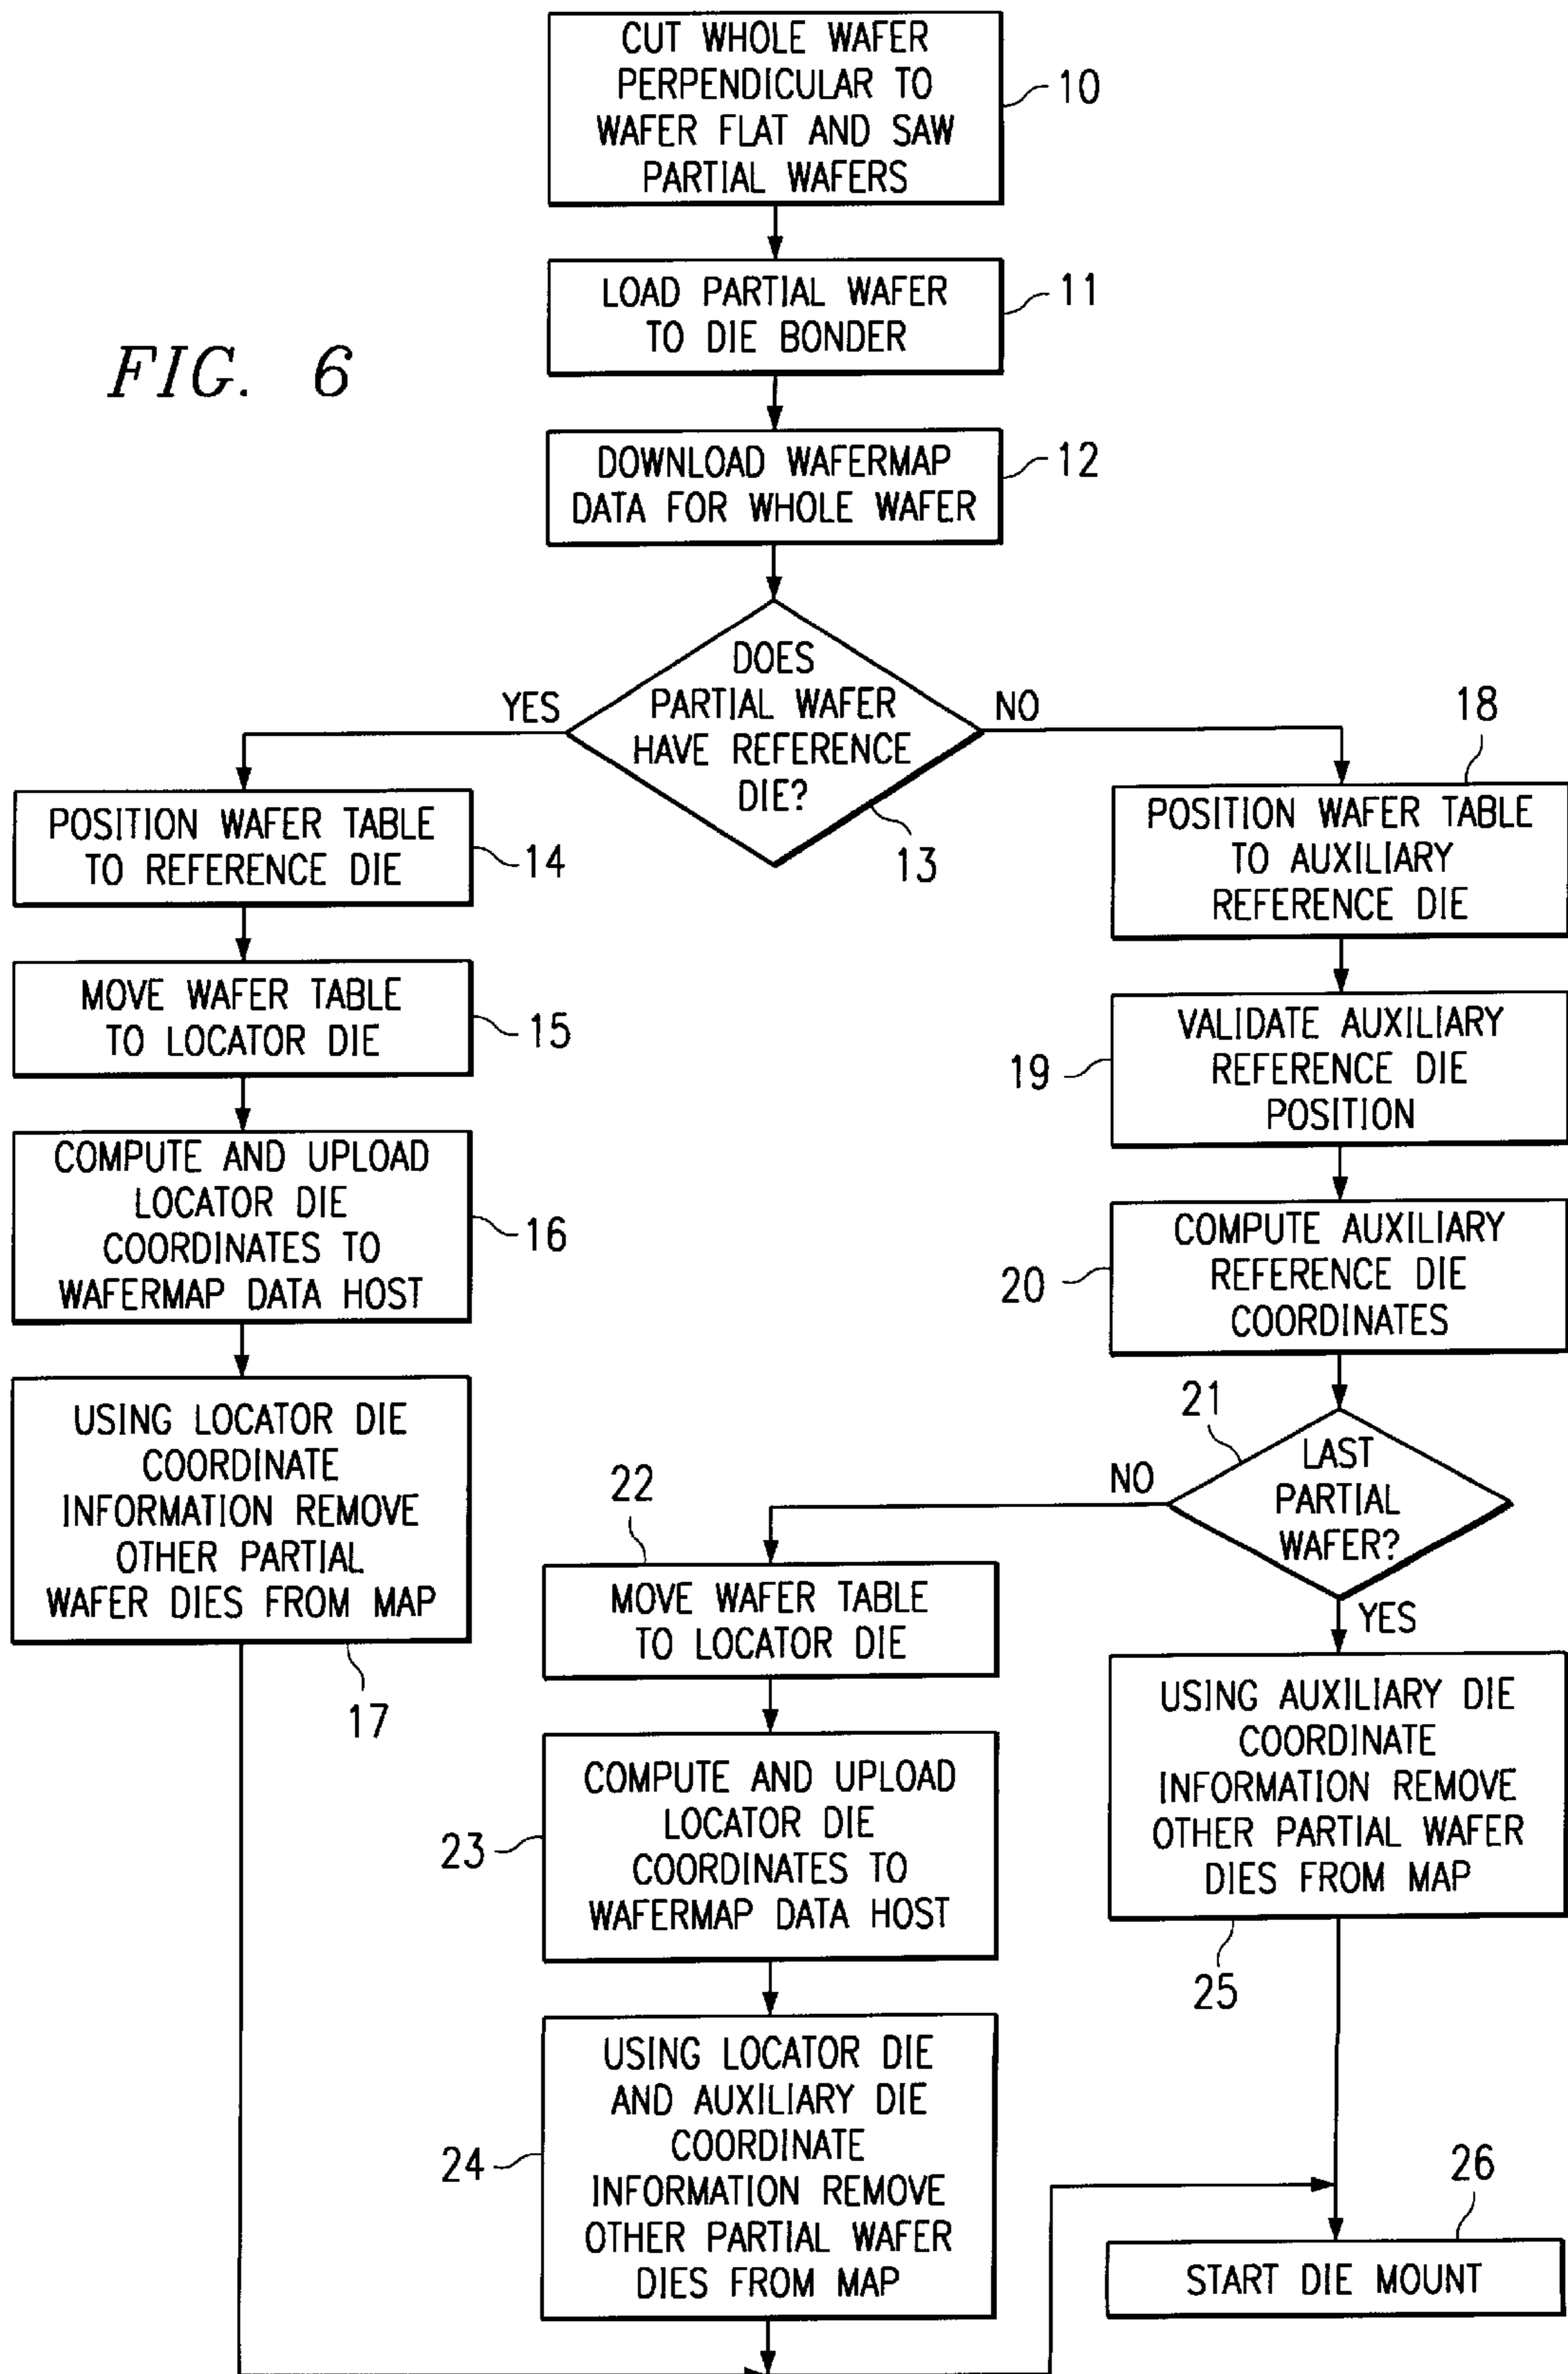 CUT WHOLE WAFER
PERPENDICULAR TO
WAFER FLAT AND SAW
PARTIAL WAFERS
10
LOAD PARTIAL WAFER
TO DIE BONDER
11
FIG. 6
DOWNLOAD WAFERMAP
DATA FOR WHOLE WAFER
12
DOES
PARTIAL WAFER
HAVE REFERENCE
DIE?
YES
NO
13
POSITION WAFER TABLE
TO REFERENCE DIE
14
MOVE WAFER TABLE
TO LOCATOR DIE
15
COMPUTE AND UPLOAD
LOCATOR DIE
COORDINATES TO
WAFERMAP DATA HOST
16
USING LOCATOR DIE
COORDINATE
INFORMATION REMOVE
OTHER PARTIAL
WAFER DIES FROM MAP
17
18
POSITION WAFER TABLE
TO AUXILIARY
REFERENCE DIE
VALIDATE AUXILIARY
REFERENCE DIE
POSITION
19
COMPUTE AUXILIARY
REFERENCE DIE
COORDINATES
20
21
LAST
PARTIAL
WAFER?
NO
YES
22
MOVE WAFER TABLE
TO LOCATOR DIE
COMPUTE AND UPLOAD
LOCATOR DIE
COORDINATES TO
WAFERMAP DATA HOST
23
USING LOCATOR DIE
AND AUXILIARY DIE
COORDINATE
INFORMATION REMOVE
OTHER PARTIAL WAFER
DIES FROM MAP
24
USING AUXILIARY DIE
COORDINATE
INFORMATION REMOVE
OTHER PARTIAL WAFER
DIES FROM MAP
25
26
START DIE MOUNT